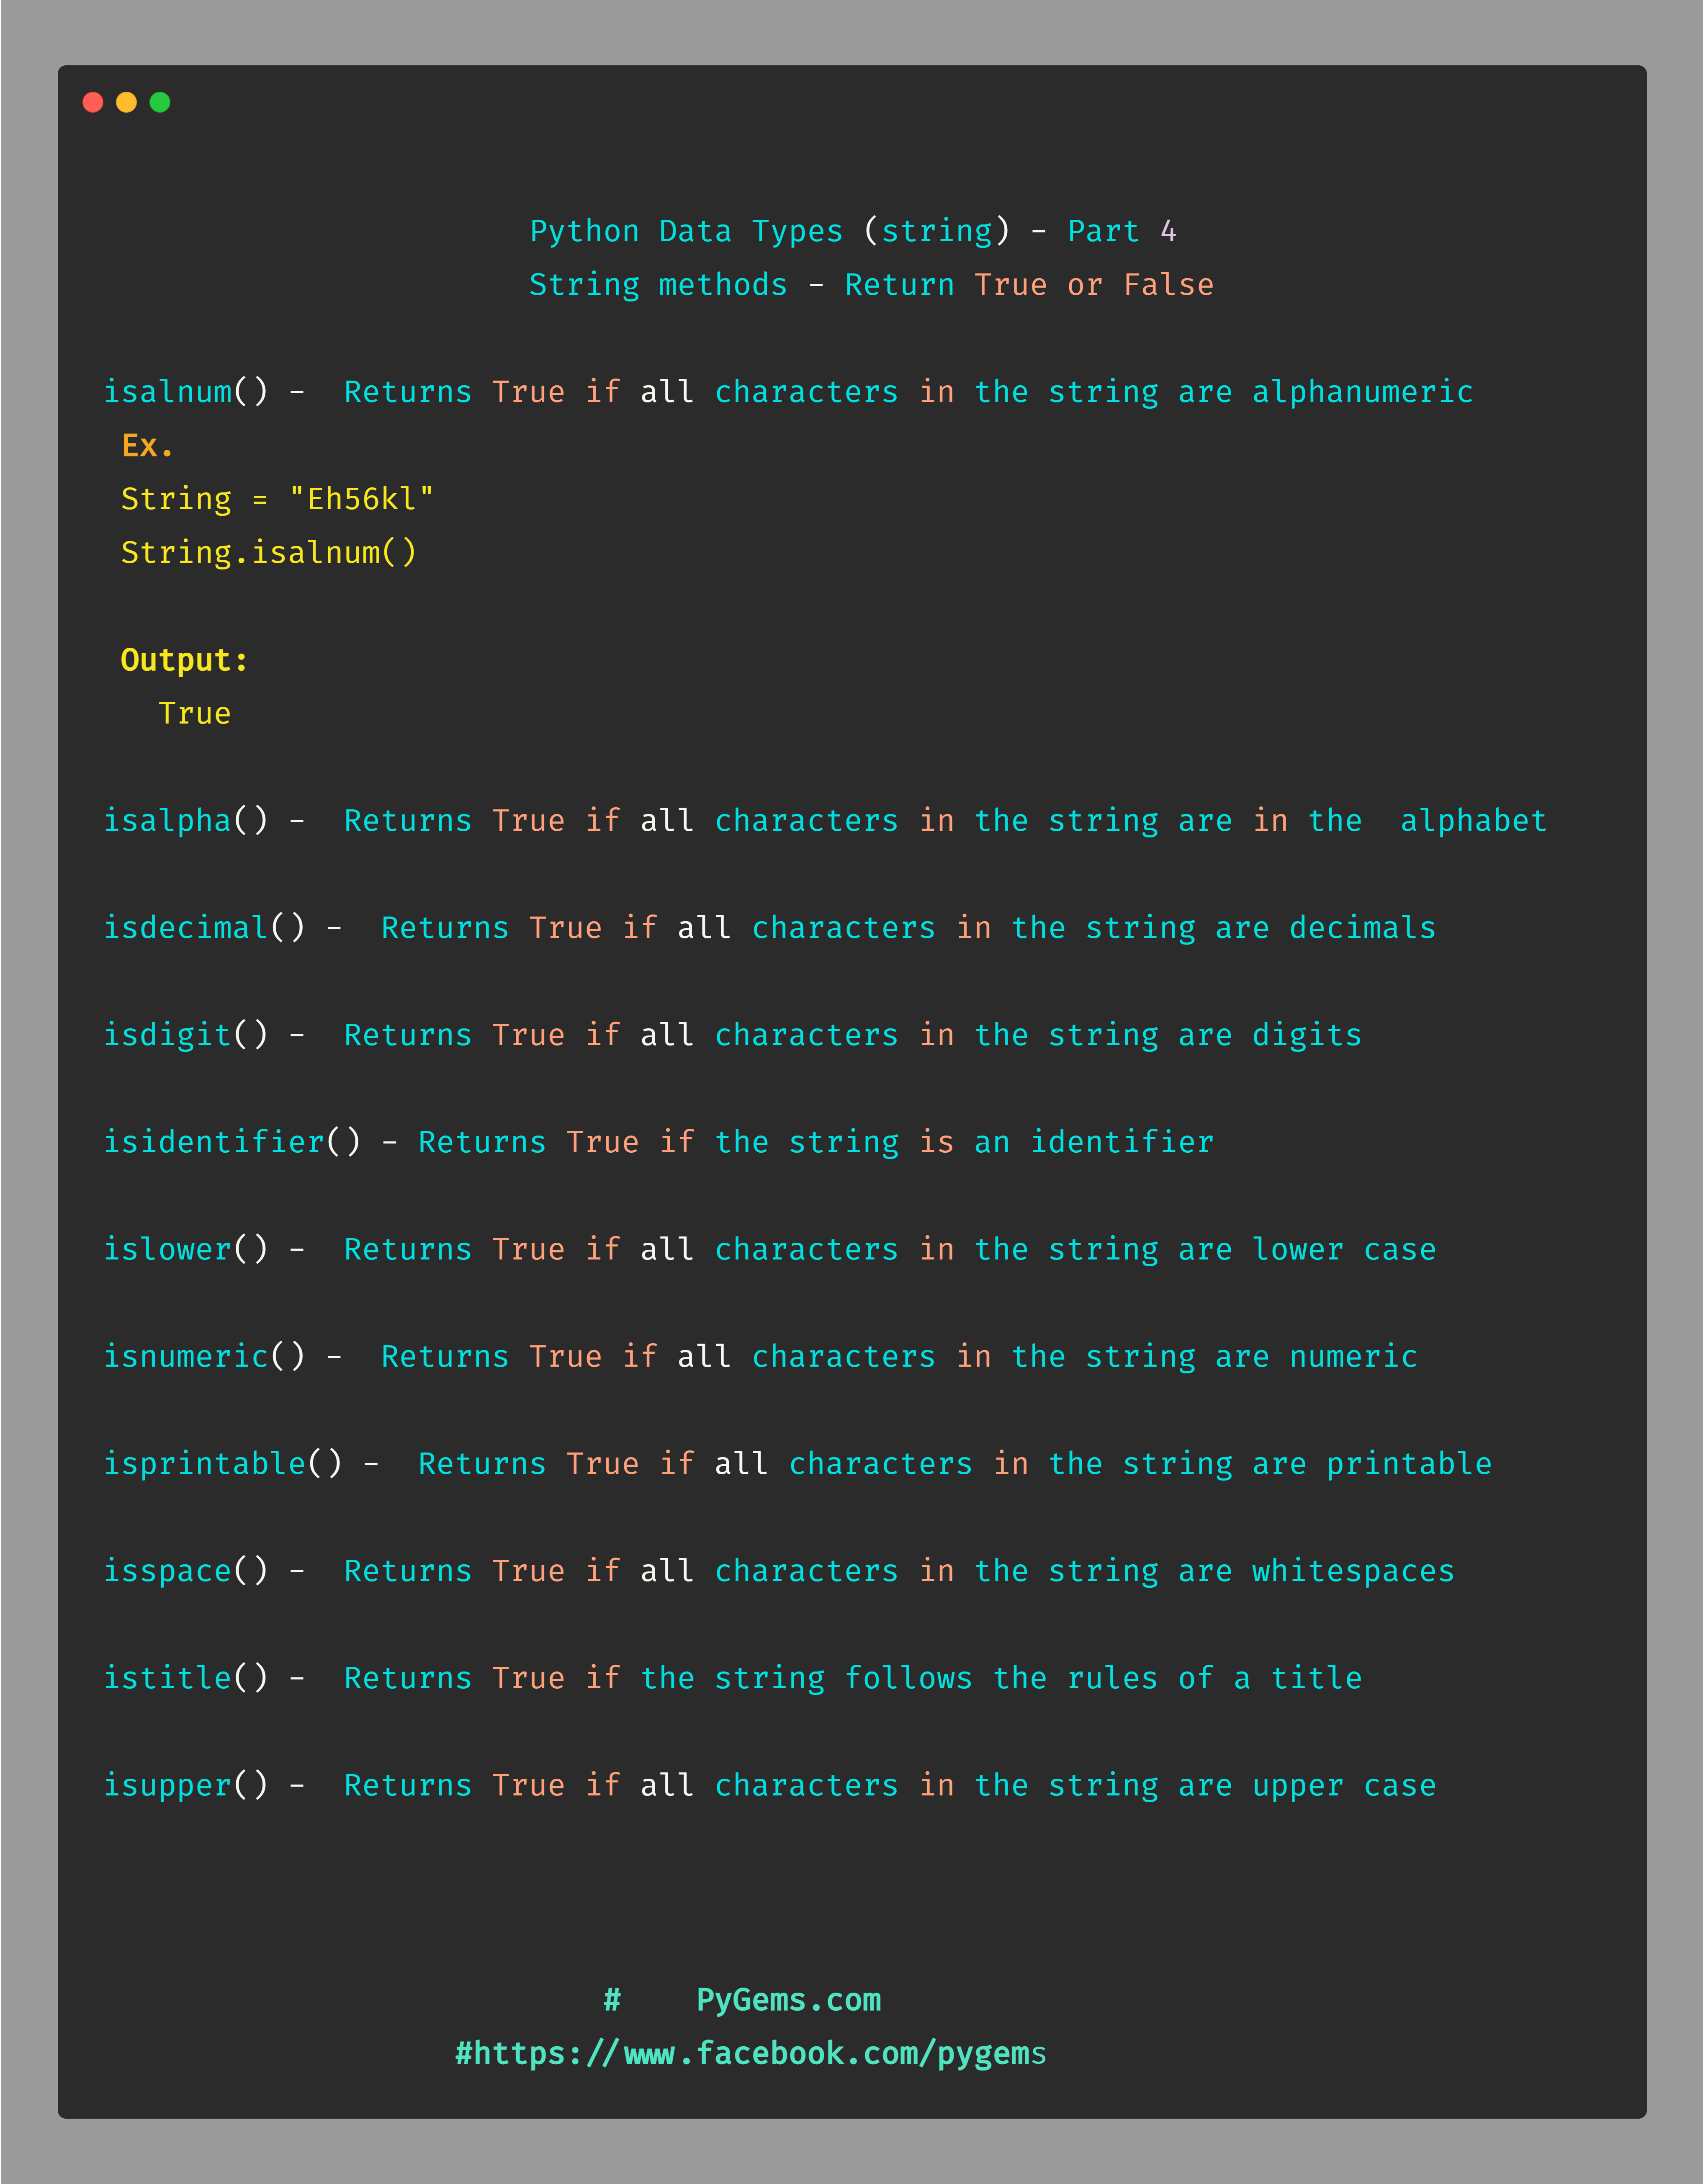 Python Data Types (string) - Part 4
String methods - Return True or False
isalnum() - Returns True if all characters in the string are alphanumeric
Ex.
String = "Eh56kl"
String.isalnum()
Output:
True
isalpha() - Returns True if all characters in the string are in the alphabet
isdecimal() - Returns True if all characters in the string are decimals
isdigit() - Returns True if all characters in the string are digits
isidentifier() - Returns True if the string is an identifier
islower() - Returns True if all characters in the string are lower case
isnumeric() - Returns True if all characters in the string are numeric
isprintable() - Returns True if all characters in the string are printable
isspace() - Returns True if all characters in the string are whitespaces
istitle() - Returns True if the string follows the rules of a title
isupper() - Returns True if all characters in the string are upper case
# PyGems.com
#https://www.facebook.com/pygems